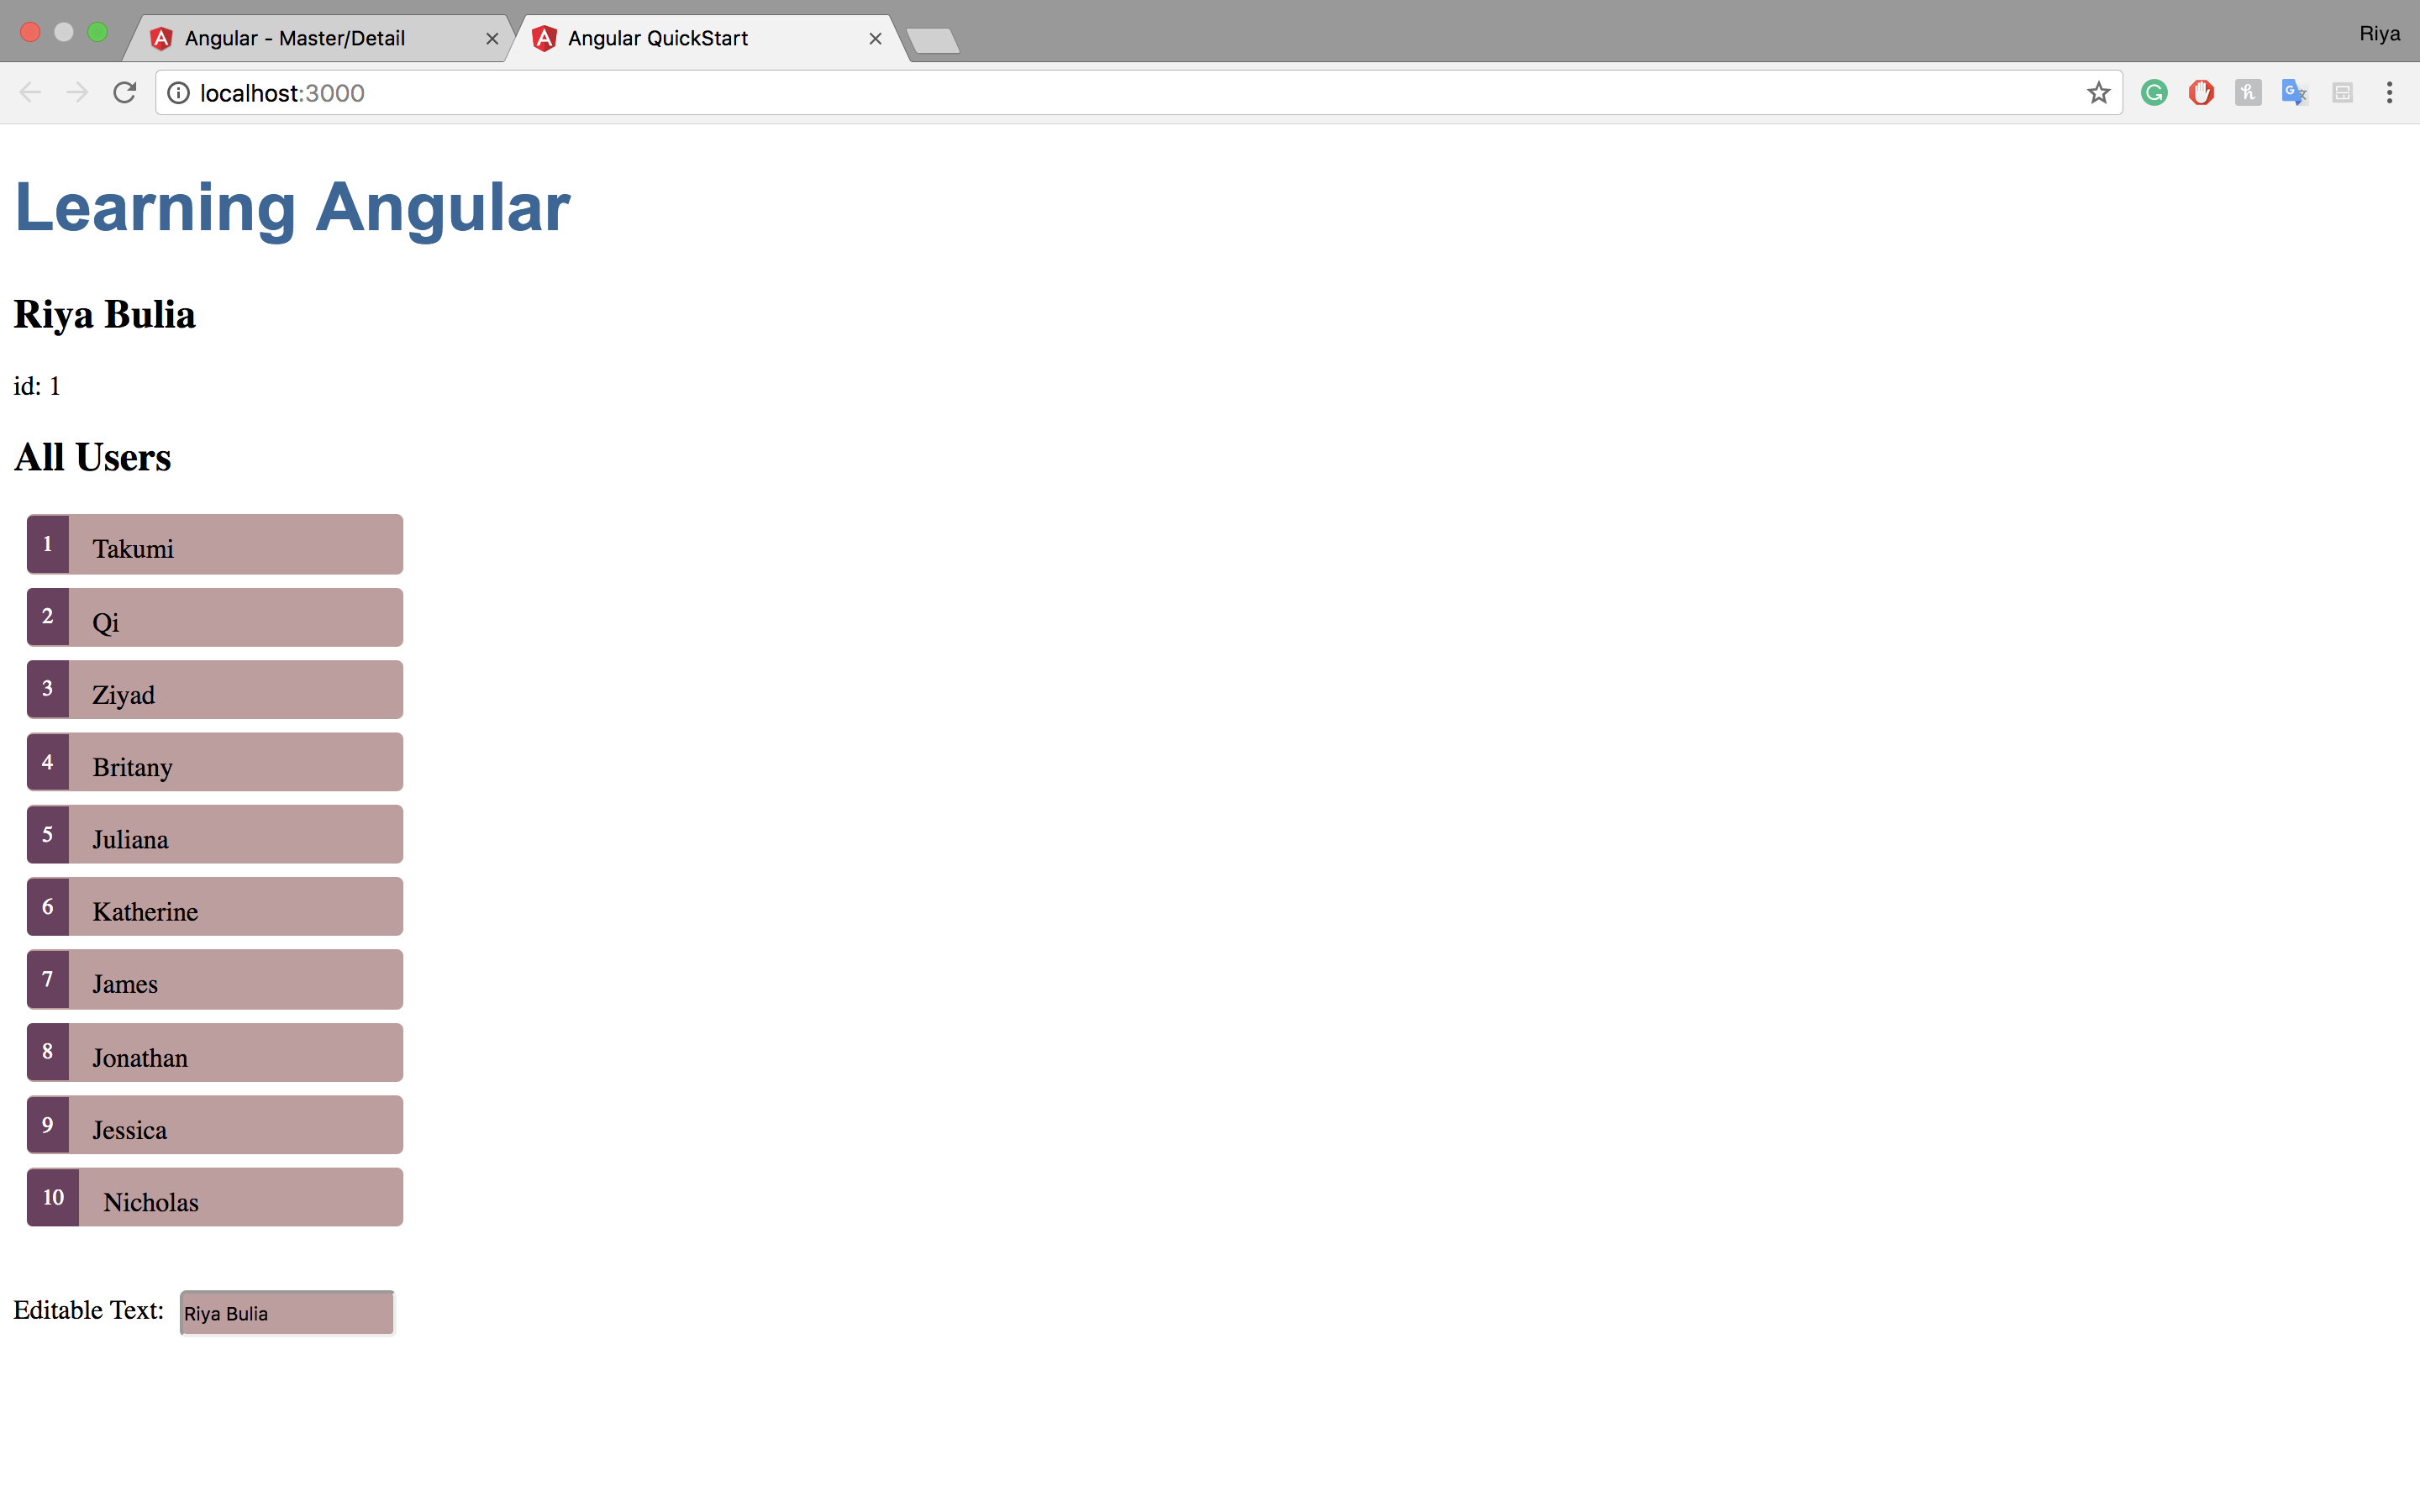 Angular - Master/Detail
Angular QuickStart
Riya
localhost:3000
Learning Angular
Riya Bulia
id: 1
All Users
1 Takumi
2 Qi
3 Ziyad
4 Britany
5 Juliana
6 Katherine
7 James
8 Jonathan
9 Jessica
10 Nicholas
Editable Text: Riya Bulia